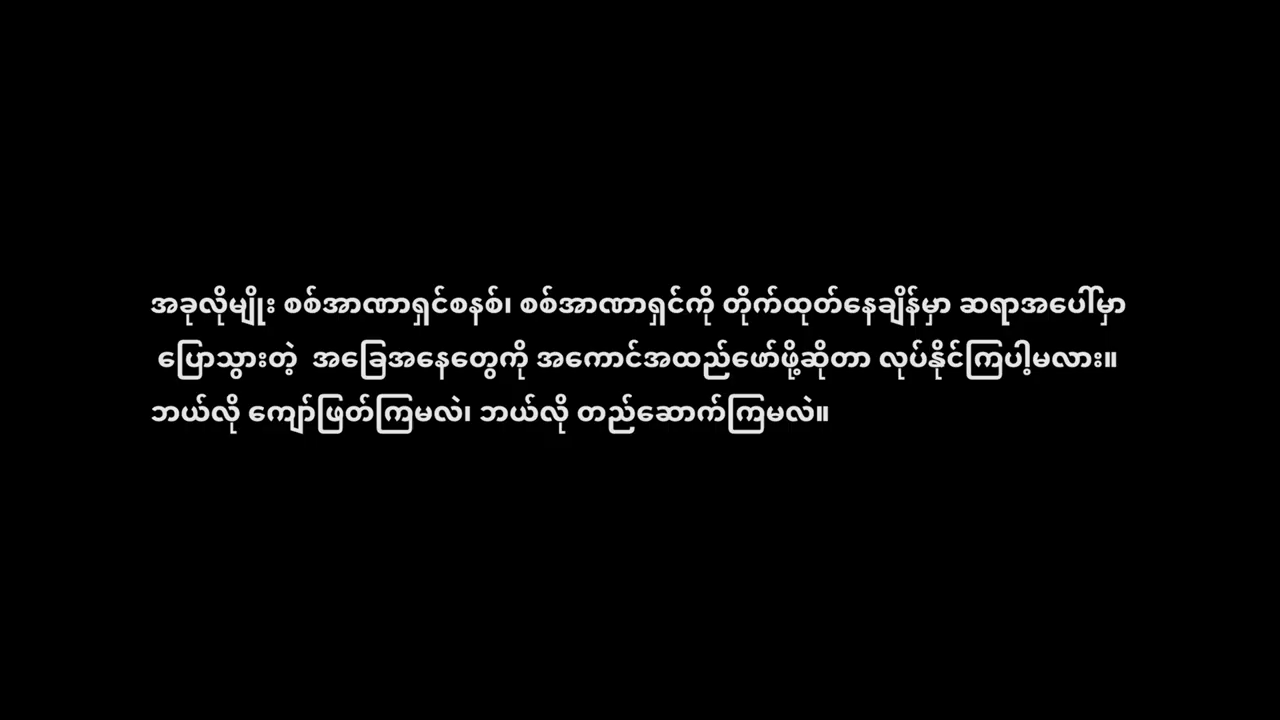 အခုလိုမျိုး စစ်အာဏာရှင်စနစ်၊ စစ်အာဏာရှင်ကို တိုက်ထုတ်နေချိန်မှာ ဆရာအပေါ်မှာ
ပြောသွားတဲ့ အခြေအနေတွေကို အကောင်အထည်ဖော်ဖို့ဆိုတာ လုပ်နိုင်ကြပါ့မလား။
ဘယ်လို ကျော်ဖြတ်ကြမလဲ၊ ဘယ်လို တည်ဆောက်ကြမလဲ။